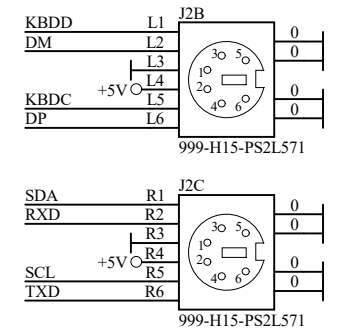 J2B
KBDD L1
DM L2
L3
+5V L4
KBDC L5
DP L6
3 5
1
2
4 6
0
0
0
0
999-H15-PS2L571
J2C
SDA R1
RXD R2
R3
+5V R4
SCL R5
TXD R6
3 5
1
2
4 6
0
0
0
0
999-H15-PS2L571